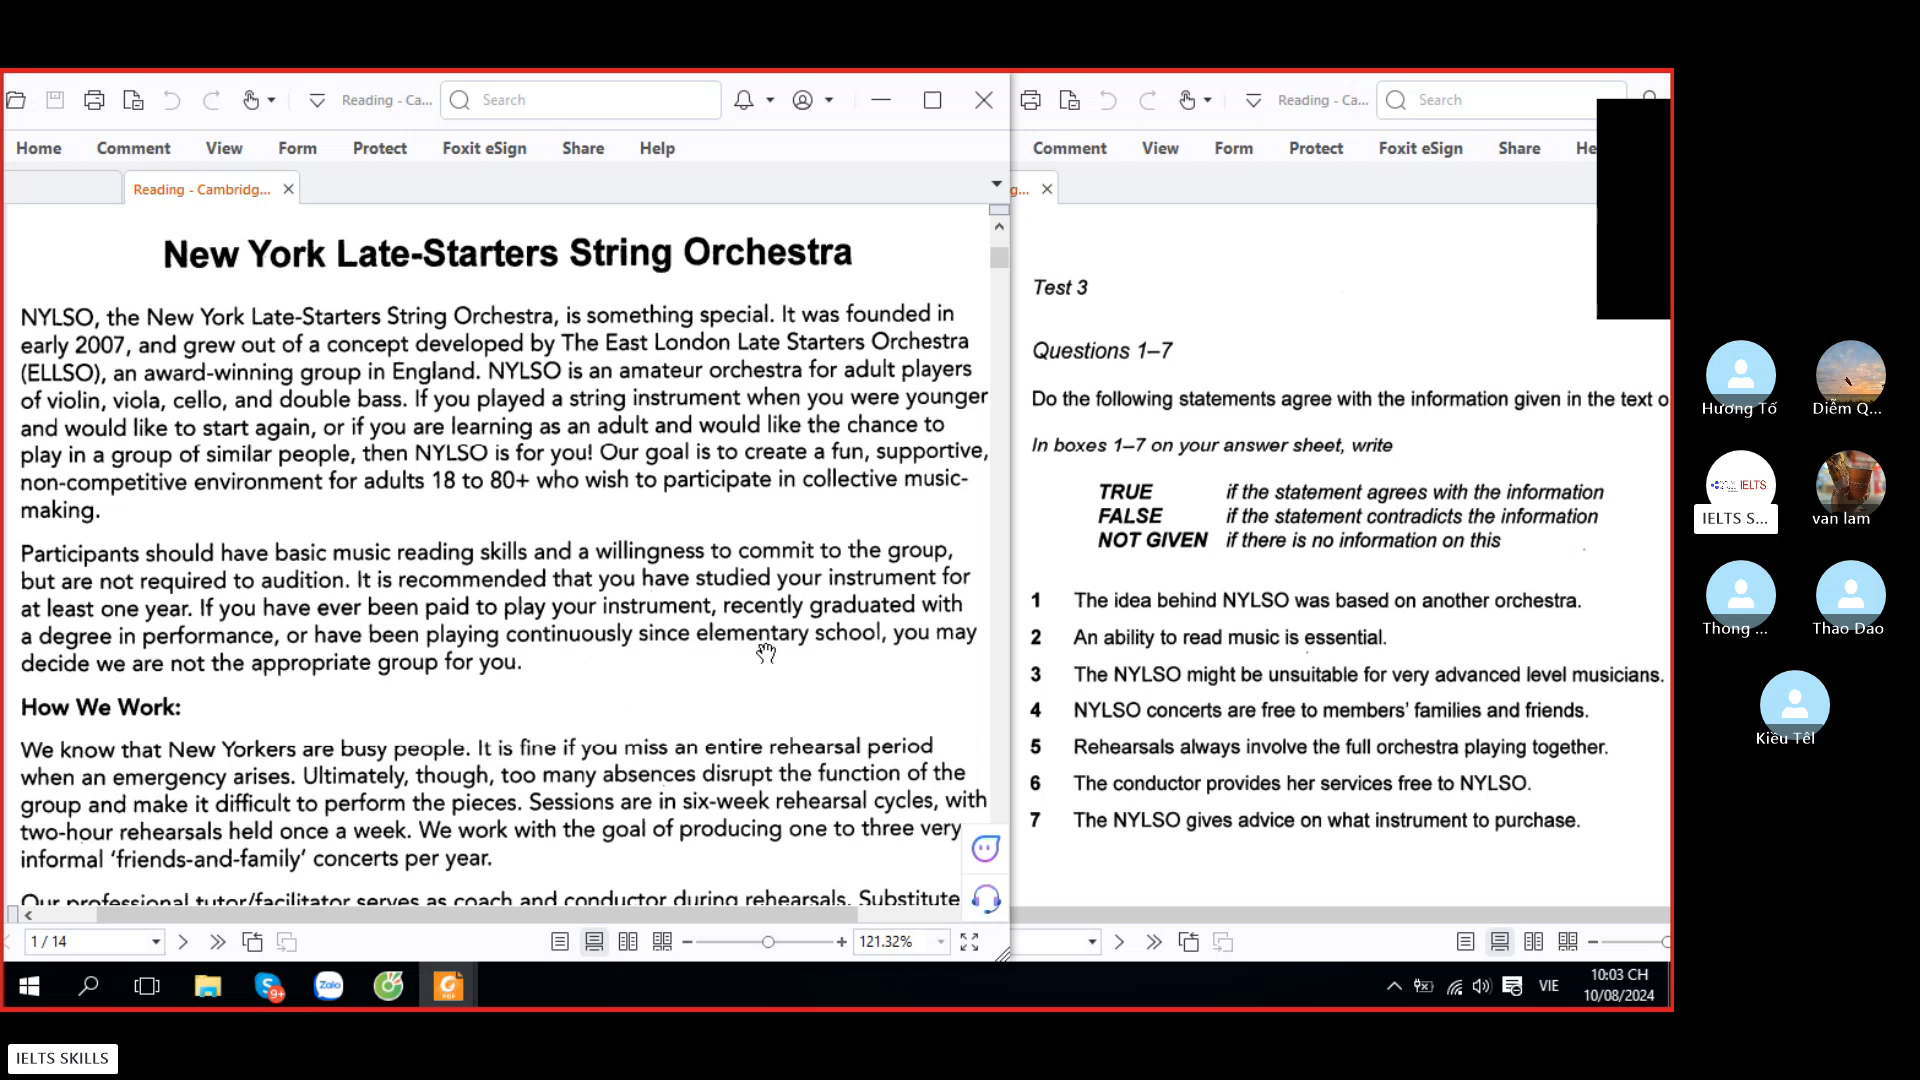 Reading - Ca...
Search
Reading - Ca...
Search
Home Comment View Form Protect Foxit eSign Share Help
Comment View Form Protect Foxit eSign Share He
Reading - Cambridg...
g...
New York Late-Starters String Orchestra
NYLSO, the New York Late-Starters String Orchestra, is something special. It was founded in
early 2007, and grew out of a concept developed by The East London Late Starters Orchestra
(ELLSO), an award-winning group in England. NYLSO is an amateur orchestra for adult players
of violin, viola, cello, and double bass. If you played a string instrument when you were younger
and would like to start again, or if you are learning as an adult and would like the chance to
play in a group of similar people, then NYLSO is for you! Our goal is to create a fun, supportive,
non-competitive environment for adults 18 to 80+ who wish to participate in collective music-
making.
Participants should have basic music reading skills and a willingness to commit to the group,
but are not required to audition. It is recommended that you have studied your instrument for
at least one year. If you have ever been paid to play your instrument, recently graduated with
a degree in performance, or have been playing continuously since elementary school, you may
decide we are not the appropriate group for you.
How We Work:
We know that New Yorkers are busy people. It is fine if you miss an entire rehearsal period
when an emergency arises. Ultimately, though, too many absences disrupt the function of the
group and make it difficult to perform the pieces. Sessions are in six-week rehearsal cycles, with
two-hour rehearsals held once a week. We work with the goal of producing one to three very
informal 'friends-and-family' concerts per year.
Our professional tutor/facilitator serves as coach and conductor during rehearsals. Substitute
Test 3
Questions 1–7
Do the following statements agree with the information given in the text o
In boxes 1–7 on your answer sheet, write
TRUE if the statement agrees with the information
FALSE if the statement contradicts the information
NOT GIVEN if there is no information on this
1 The idea behind NYLSO was based on another orchestra.
2 An ability to read music is essential.
3 The NYLSO might be unsuitable for very advanced level musicians.
4 NYLSO concerts are free to members' families and friends.
5 Rehearsals always involve the full orchestra playing together.
6 The conductor provides her services free to NYLSO.
7 The NYLSO gives advice on what instrument to purchase.
1 / 14
121.32%
9+
Zalo
PDF
VIE
10:03 CH
10/08/2024
Hương Tố
Diễm Q...
IELTS
IELTS S...
van lam
Thong ...
Thao Dao
Kiều Têl
IELTS SKILLS